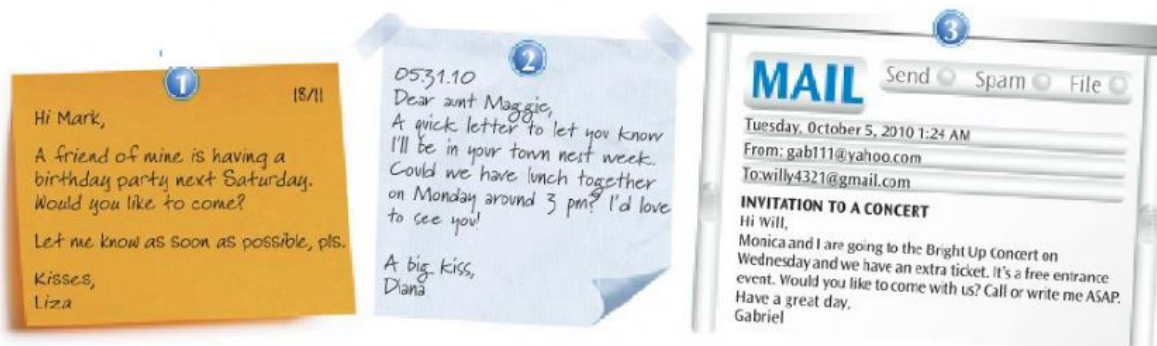 1
18/11
Hi Mark,
A friend of mine is having a
birthday party next Saturday.
Would you like to come?
Let me know as soon as possible, pls.
Kisses,
Liza
2
05.31.10
Dear aunt Maggie,
A quick letter to let you know
I'll be in your town nest week.
Could we have lunch together
on Monday around 3 pm? I'd love
to see you!
A big kiss,
Diana
3
MAIL
Send Spam File
Tuesday, October 5, 2010 1:24 AM
From: gab111@yahoo.com
To:willy4321@gmail.com
INVITATION TO A CONCERT
Hi Will,
Monica and I are going to the Bright Up Concert on
Wednesday and we have an extra ticket. It's a free entrance
event. Would you like to come with us? Call or write me ASAP.
Have a great day,
Gabriel